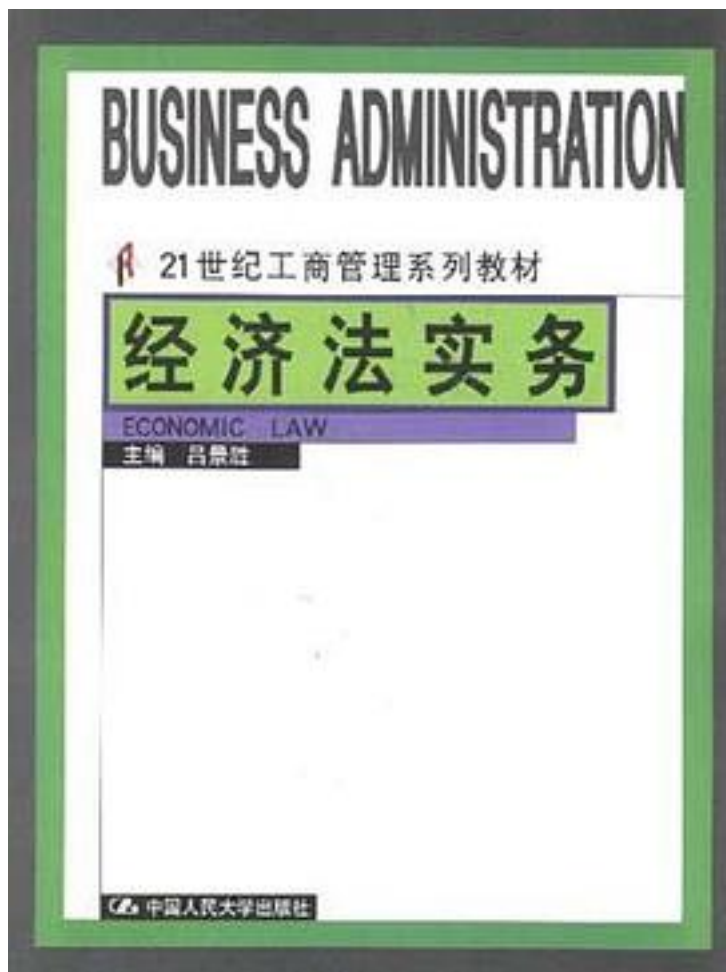 BUSINESS ADMINISTRATION
21世纪工商管理系列教材
经济法实务
ECONOMIC LAW
主编 吕景胜
中国人民大学出版社